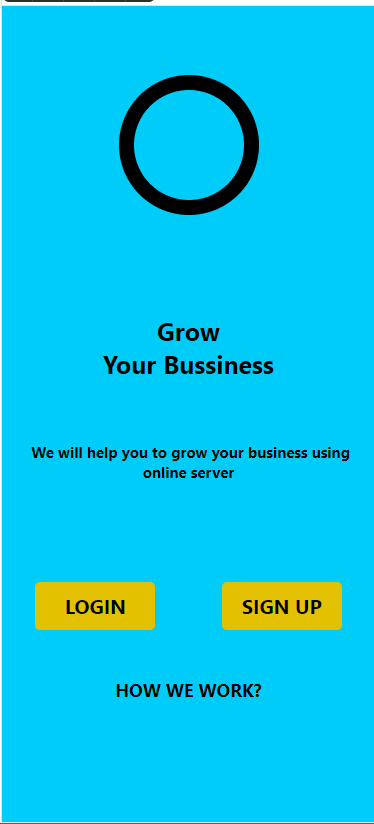 Grow
Your Bussiness
We will help you to grow your business using
online server
LOGIN
SIGN UP
HOW WE WORK?